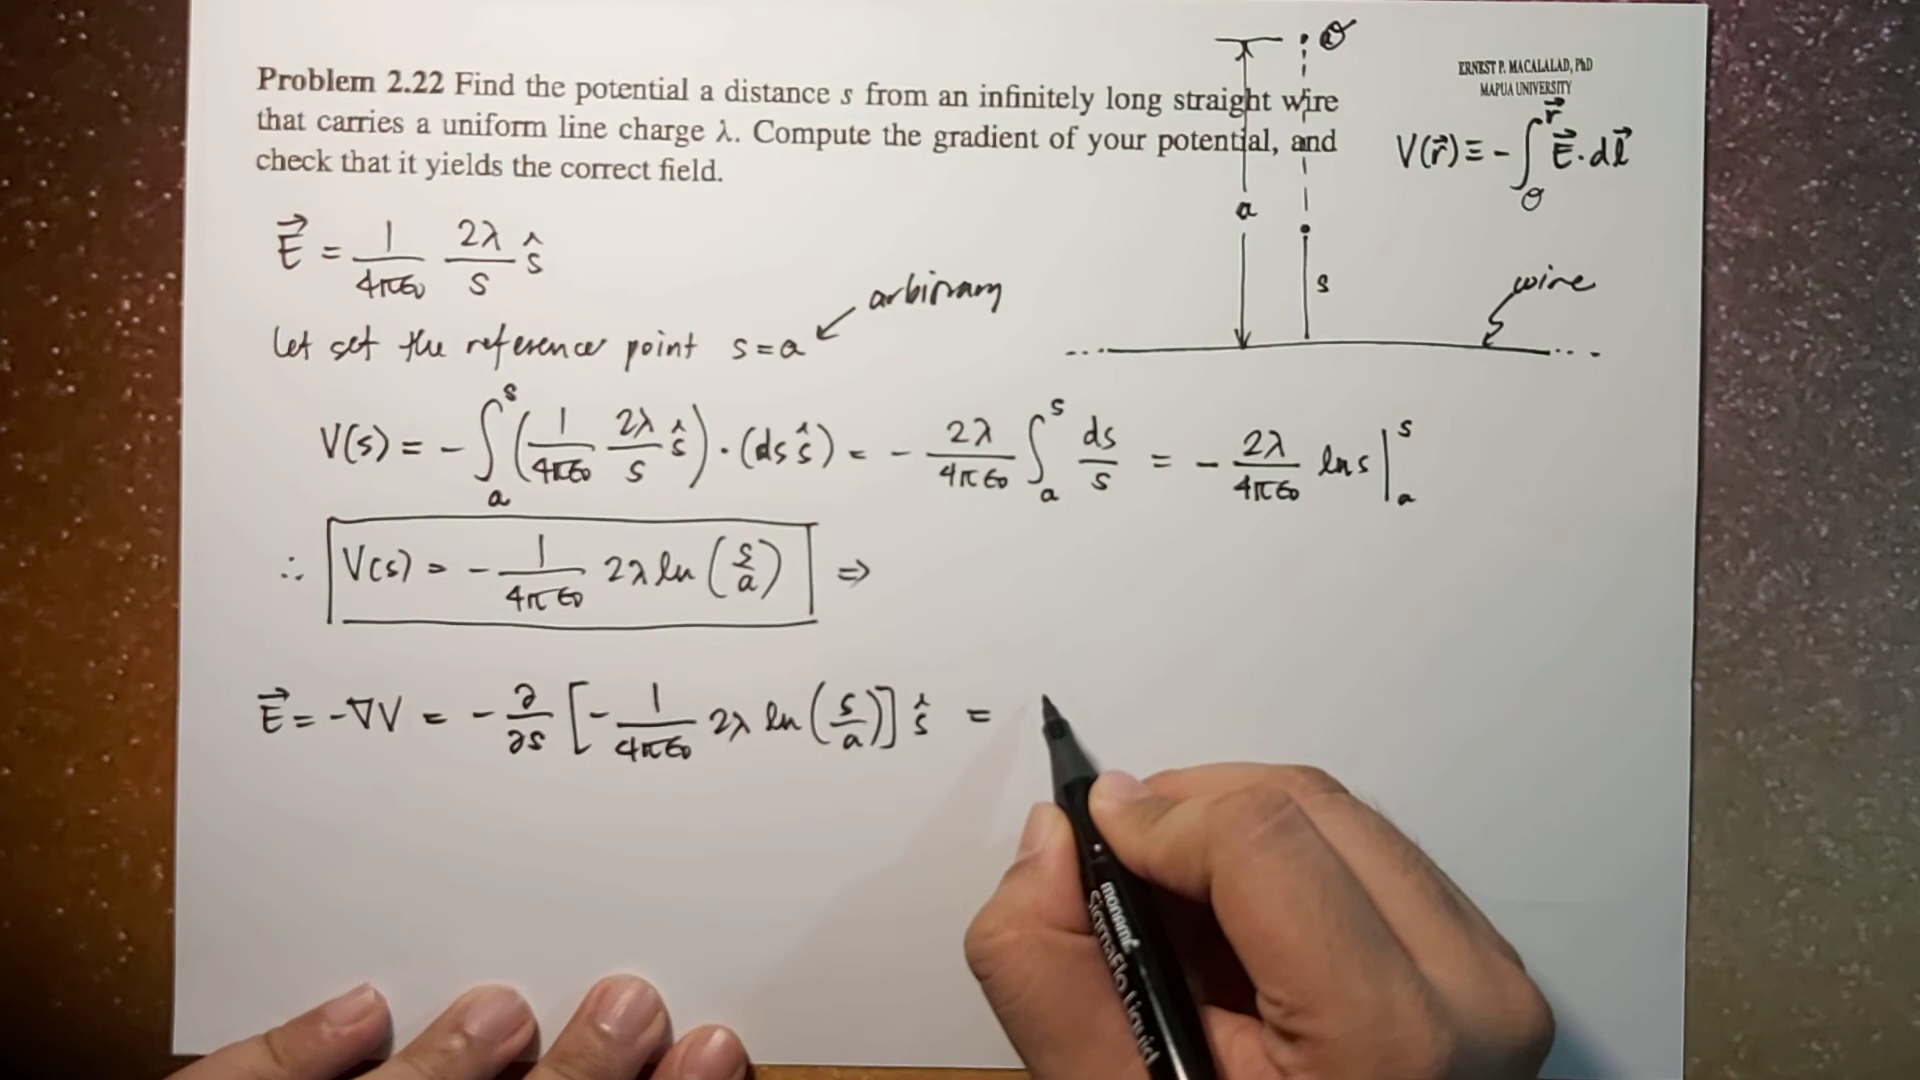 Problem 2.22 Find the potential a distance s from an infinitely long straight wire
that carries a uniform line charge λ. Compute the gradient of your potential, and
check that it yields the correct field.
ERNEST P. MACALALAD, PhD
MAPUA UNIVERSITY
O
a
s
wire
V(r⃗) ≡ -∫_O^r⃗ E⃗·dl⃗
E⃗ = 1/4πε₀ 2λ/s ŝ
Let set the reference point s=a
arbitrary
V(s) = -∫_a^s (1/4πε₀ 2λ/s ŝ)·(ds ŝ) = -2λ/4πε₀ ∫_a^s ds/s = -2λ/4πε₀ ln s |_a^s
∴ V(s) = -1/4πε₀ 2λ ln(s/a) ⇒
E⃗ = -∇V = -∂/∂s [-1/4πε₀ 2λ ln(s/a)] ŝ =
monami
SigmaFlo Liquid